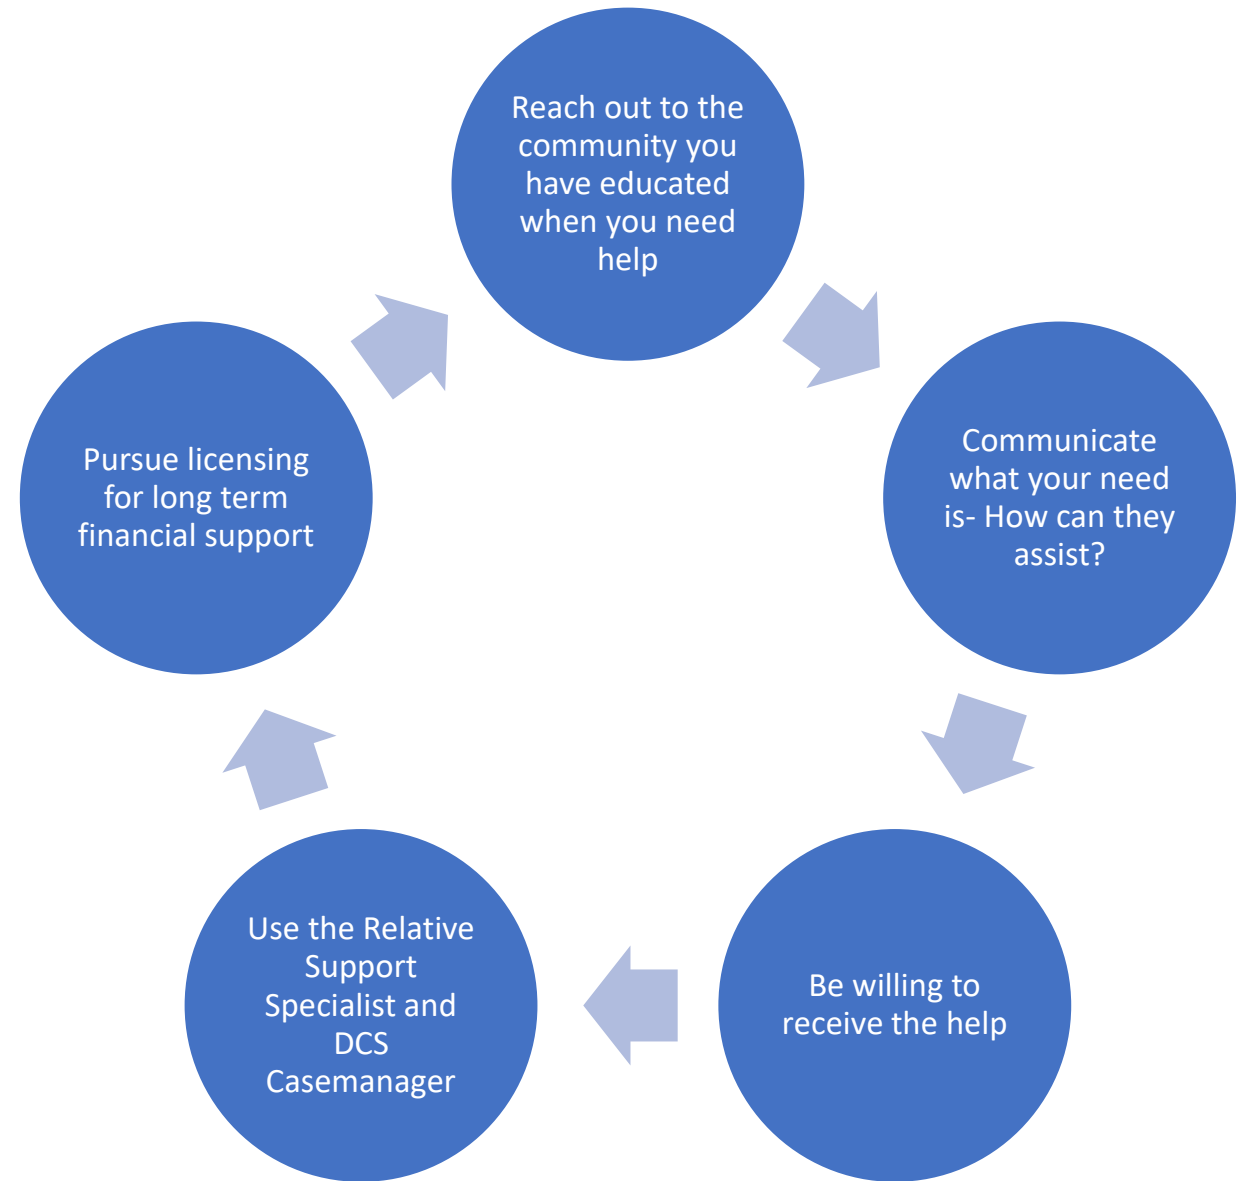 Reach out to the
community you
have educated
when you need
help
Communicate
what your need
is- How can they
assist?
Be willing to
receive the help
Use the Relative
Support
Specialist and
DCS
Casemanager
Pursue licensing
for long term
financial support